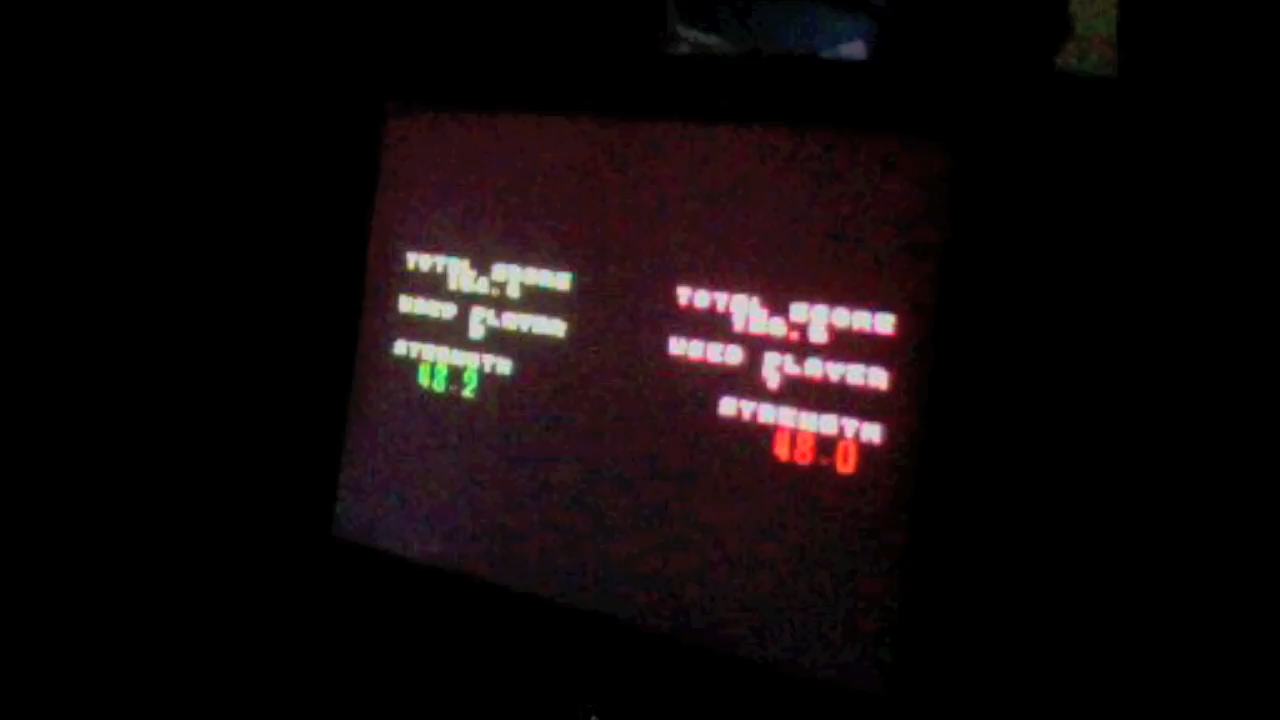 TOTAL SCORE
USED PLAYER
STRENGTH
48.2
TOTAL SCORE
USED PLAYER
STRENGTH
48.0